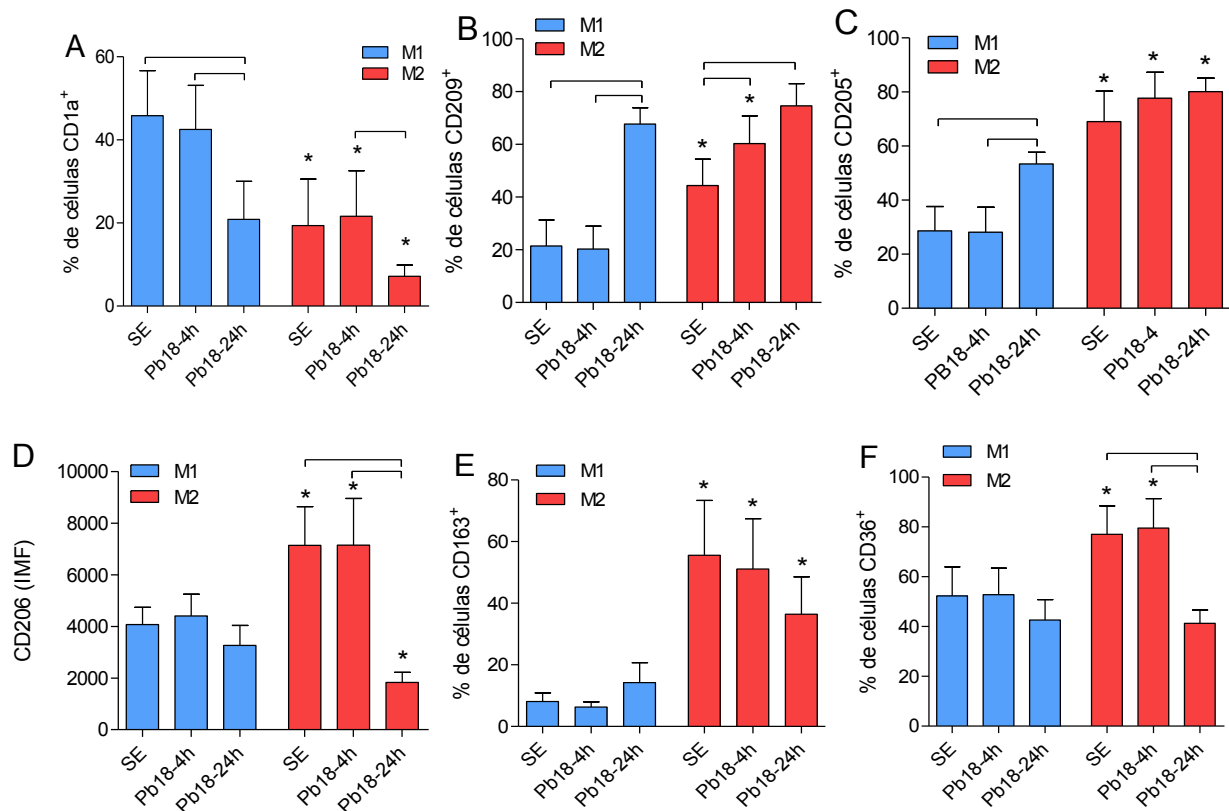 A
M1
M2
% de células CD1a+
60
40
20
0
*
*
*
SE
Pb18-4h
Pb18-24h
SE
Pb18-4h
Pb18-24h
B
M1
M2
% de células CD209+
100
80
60
40
20
0
*
*
SE
Pb18-4h
Pb18-24h
SE
Pb18-4h
Pb18-24h
C
M1
M2
% de células CD205+
100
80
60
40
20
0
*
*
*
SE
PB18-4h
Pb18-24h
SE
Pb18-4
Pb18-24h
D
M1
M2
CD206 (IMF)
10000
8000
6000
4000
2000
0
*
*
*
SE
Pb18-4h
Pb18-24h
SE
Pb18-4h
Pb18-24h
E
M1
M2
% de células CD163+
80
60
40
20
0
*
*
*
SE
Pb18-4h
Pb18-24h
SE
Pb18-4h
Pb18-24h
F
M1
M2
% de células CD36+
100
80
60
40
20
0
*
*
SE
Pb18-4h
Pb18-24h
SE
Pb18-4h
Pb18-24h